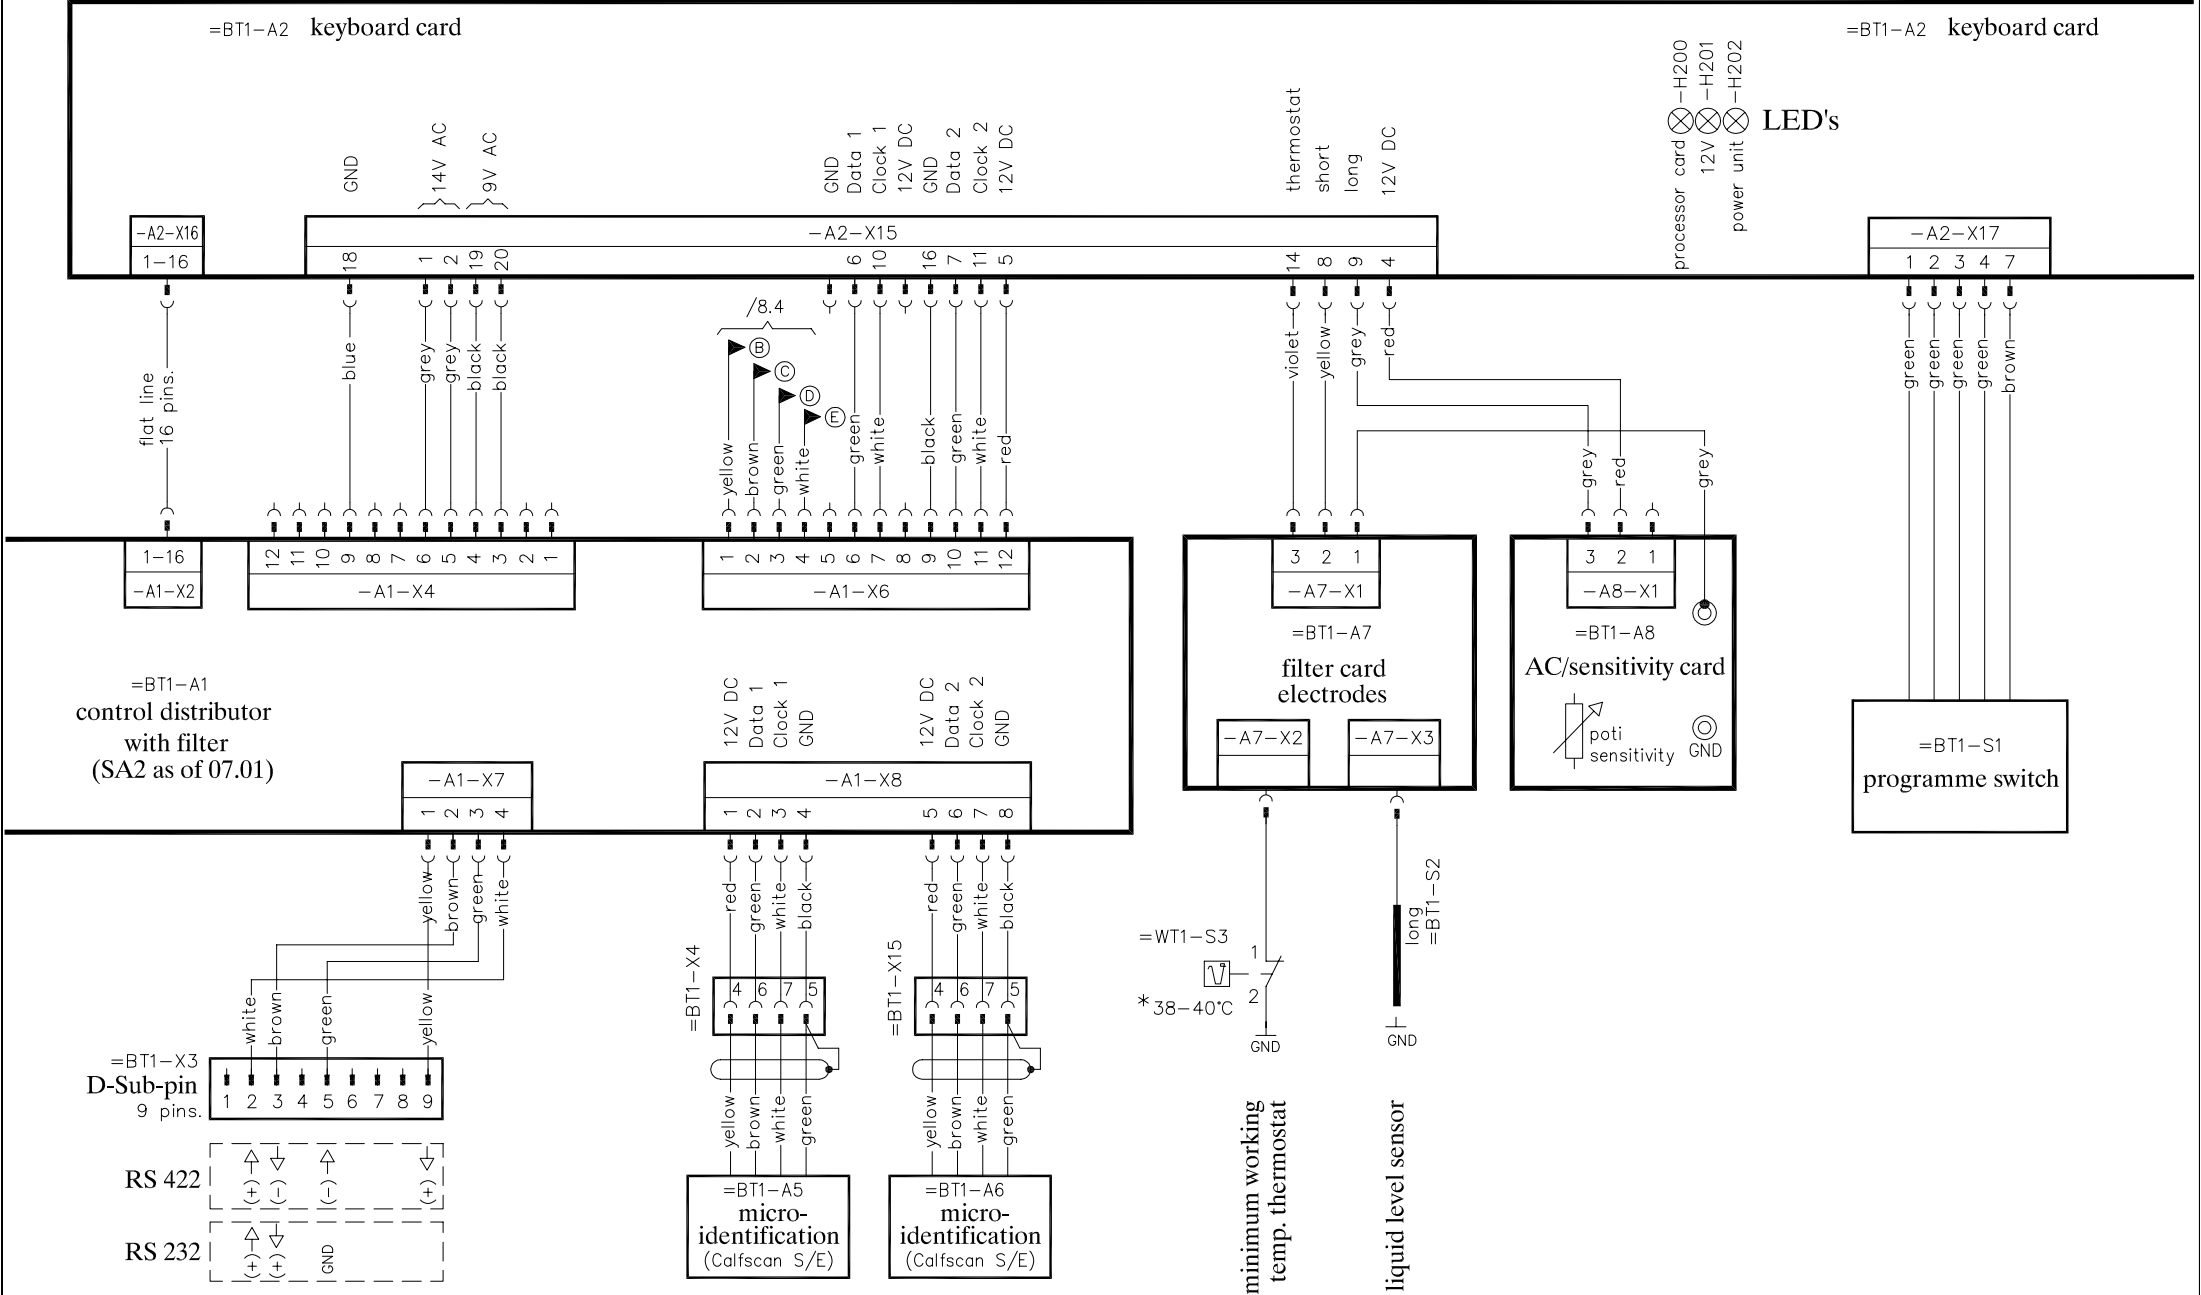 =BT1-A2 keyboard card
=BT1-A2 keyboard card
GND
14V AC
9V AC
GND
Data 1
Clock 1
12V DC
GND
Data 2
Clock 2
12V DC
thermostat
short
long
12V DC
processor card -H200
12V -H201
power unit -H202
LED's
-A2-X16
1-16
-A2-X15
18 1 2 19 20 6 10 16 7 11 5 14 8 9 4
-A2-X17
1 2 3 4 7
/8.4
B
C
D
E
flat line
16 pins.
blue
grey
grey
black
black
yellow
brown
green
white
green
white
black
green
white
red
violet
yellow
grey
red
grey
red
grey
green
green
green
green
brown
1-16
-A1-X2
12 11 10 9 8 7 6 5 4 3 2 1
-A1-X4
1 2 3 4 5 6 7 8 9 10 11 12
-A1-X6
3 2 1
-A7-X1
=BT1-A7
filter card
electrodes
-A7-X2
-A7-X3
3 2 1
-A8-X1
=BT1-A8
AC/sensitivity card
poti
sensitivity
GND
=BT1-S1
programme switch
=BT1-A1
control distributor
with filter
(SA2 as of 07.01)
12V DC
Data 1
Clock 1
GND
12V DC
Data 2
Clock 2
GND
-A1-X7
1 2 3 4
-A1-X8
1 2 3 4 5 6 7 8
yellow
brown
green
white
red
green
white
black
red
green
white
black
=BT1-X4
4 6 7 5
=BT1-X15
4 6 7 5
=WT1-S3
1
2
*38-40°C
GND
long
=BT1-S2
GND
white
brown
green
yellow
=BT1-X3
D-Sub-pin
9 pins.
1 2 3 4 5 6 7 8 9
yellow
brown
white
green
yellow
brown
white
green
RS 422
(+) (-) (-) (+)
RS 232
(+) (+) GND
=BT1-A5
micro-
identification
(Calfscan S/E)
=BT1-A6
micro-
identification
(Calfscan S/E)
minimum working
temp. thermostat
liquid level sensor